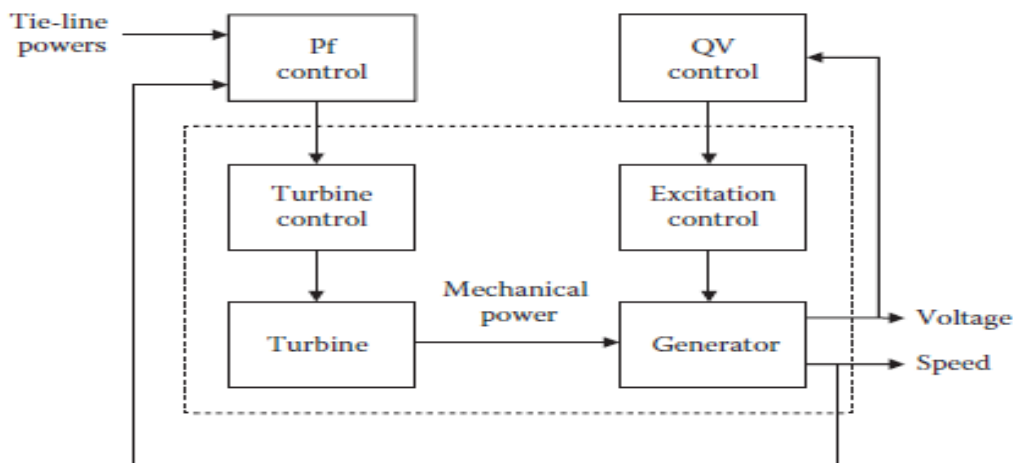 Tie-line
powers
Pf
control
QV
control
Turbine
control
Excitation
control
Mechanical
power
Turbine
Generator
Voltage
Speed